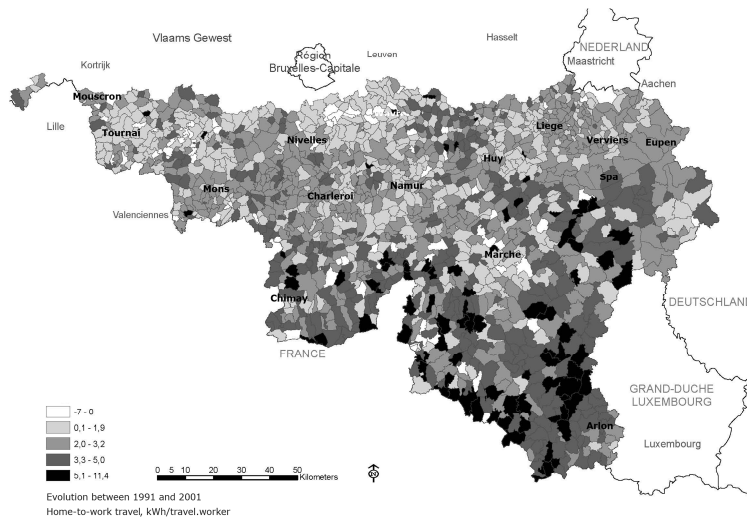 Vlaams Gewest
Hasselt
NEDERLAND
Région
Bruxelles-Capitale
Leuven
Maastricht
Kortrijk
Aachen
Mouscron
Lille
Tournai
Nivelles
Liege
Verviers
Eupen
Huy
Spa
Mons
Charleroi
Namur
Valenciennes
Marche
Chimay
DEUTSCHLAND
FRANCE
GRAND-DUCHE
LUXEMBOURG
Arlon
Luxembourg
-7 - 0
0,1 - 1,9
2,0 - 3,2
3,3 - 5,0
5,1 - 11,4
0 5 10 20 30 40 50
Kilometers
N
Evolution between 1991 and 2001
Home-to-work travel, kWh/travel.worker